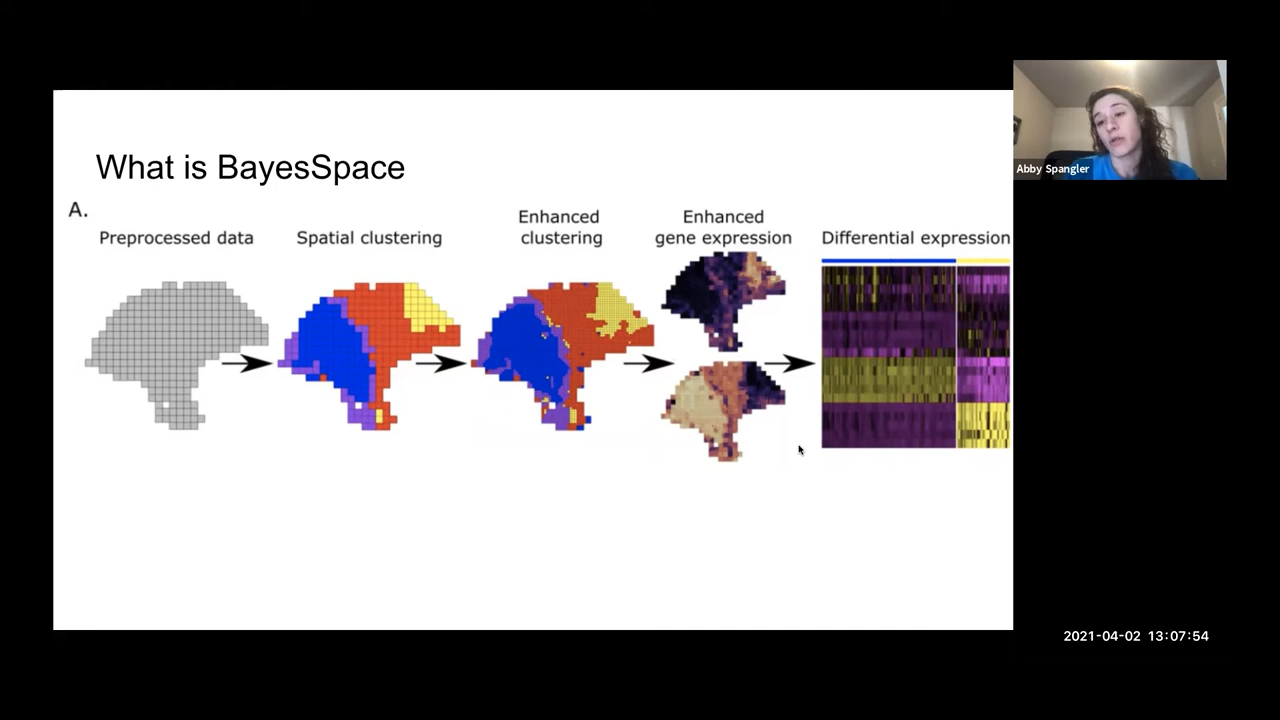 What is BayesSpace
A.
Preprocessed data
Spatial clustering
Enhanced
clustering
Enhanced
gene expression
Differential expression
Abby Spangler
2021-04-02 13:07:54